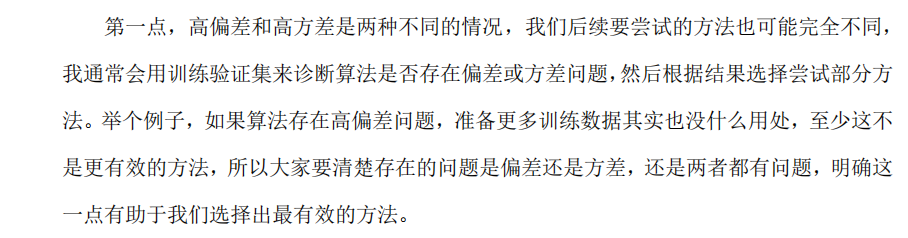 第一点，高偏差和高方差是两种不同的情况，我们后续要尝试的方法也可能完全不同，
我通常会用训练验证集来诊断算法是否存在偏差或方差问题，然后根据结果选择尝试部分方
法。举个例子，如果算法存在高偏差问题，准备更多训练数据其实也没什么用处，至少这不
是更有效的方法，所以大家要清楚存在的问题是偏差还是方差，还是两者都有问题，明确这
一点有助于我们选择出最有效的方法。